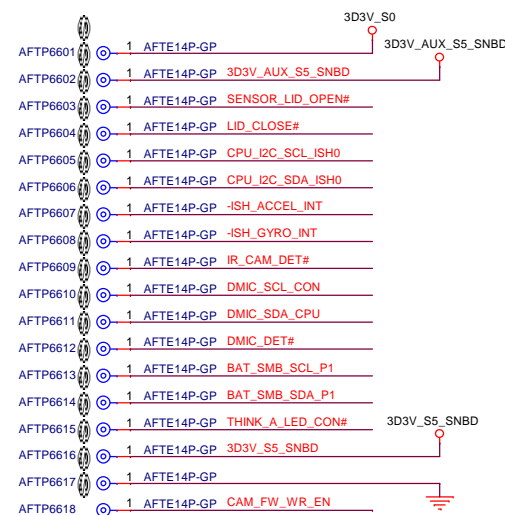 3D3V_S0
AFTP6601 1 AFTE14P-GP 3D3V_AUX_S5_SNBD
AFTP6602 1 AFTE14P-GP 3D3V_AUX_S5_SNBD
AFTP6603 1 AFTE14P-GP SENSOR_LID_OPEN#
AFTP6604 1 AFTE14P-GP LID_CLOSE#
AFTP6605 1 AFTE14P-GP CPU_I2C_SCL_ISH0
AFTP6606 1 AFTE14P-GP CPU_I2C_SDA_ISH0
AFTP6607 1 AFTE14P-GP -ISH_ACCEL_INT
AFTP6608 1 AFTE14P-GP -ISH_GYRO_INT
AFTP6609 1 AFTE14P-GP IR_CAM_DET#
AFTP6610 1 AFTE14P-GP DMIC_SCL_CON
AFTP6611 1 AFTE14P-GP DMIC_SDA_CPU
AFTP6612 1 AFTE14P-GP DMIC_DET#
AFTP6613 1 AFTE14P-GP BAT_SMB_SCL_P1
AFTP6614 1 AFTE14P-GP BAT_SMB_SDA_P1
AFTP6615 1 AFTE14P-GP THINK_A_LED_CON# 3D3V_S5_SNBD
AFTP6616 1 AFTE14P-GP 3D3V_S5_SNBD
AFTP6617 1 AFTE14P-GP
AFTP6618 1 AFTE14P-GP CAM_FW_WR_EN